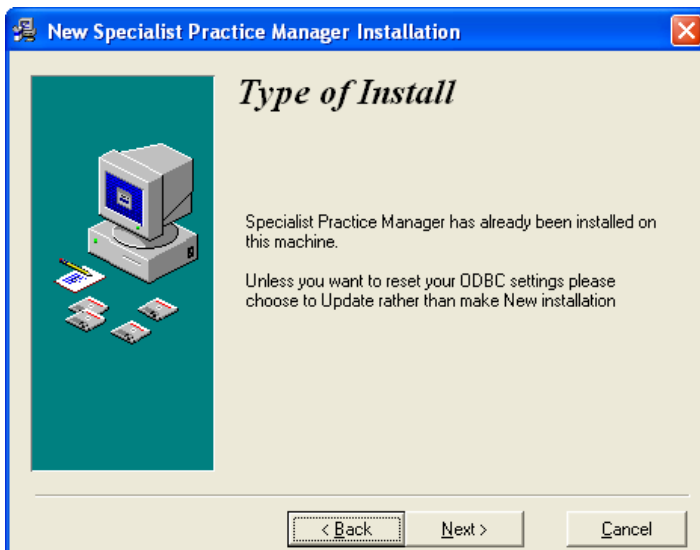 New Specialist Practice Manager Installation
Type of Install
Specialist Practice Manager has already been installed on
this machine.
Unless you want to reset your ODBC settings please
choose to Update rather than make New installation
< Back
Next >
Cancel